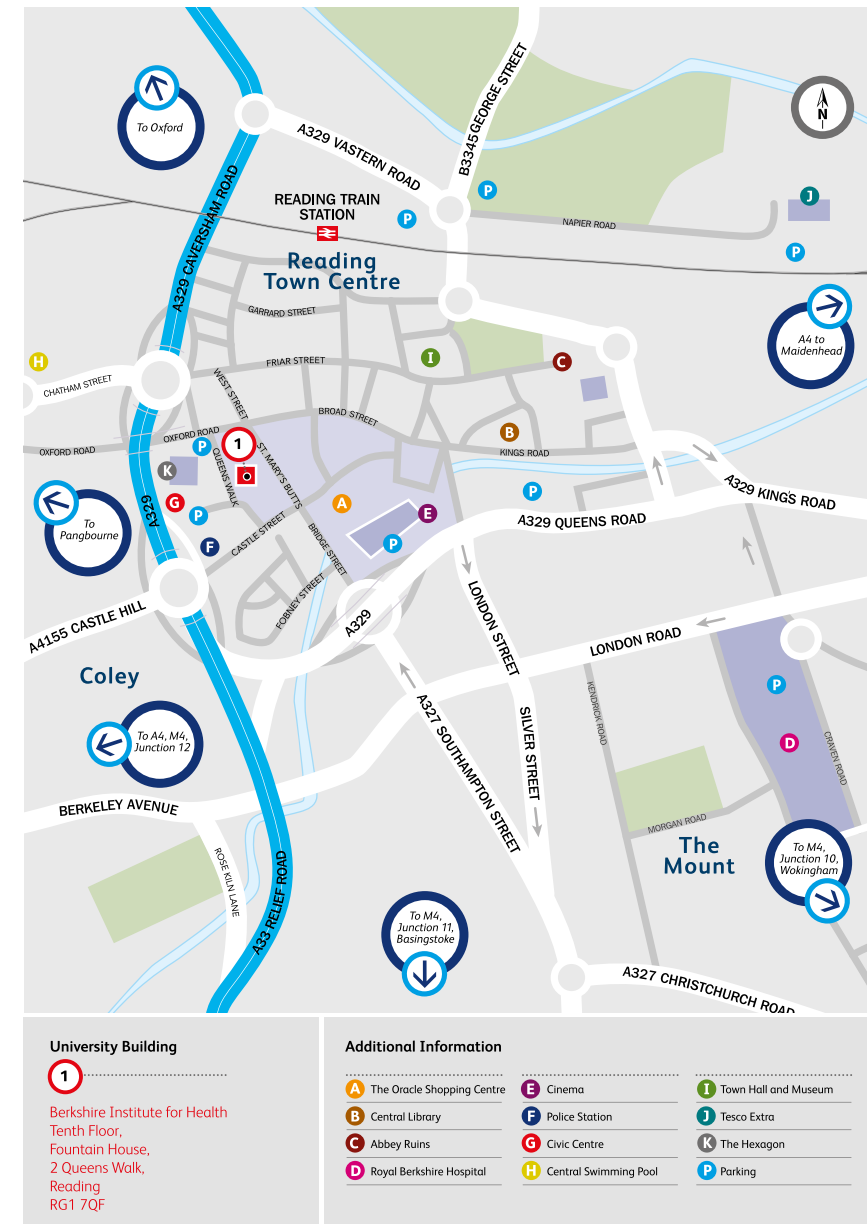 To Oxford
N
A329 VASTERN ROAD
B3345 GEORGE STREET
A329 CAVERSHAM ROAD
READING TRAIN
STATION
P
P
J
NAPIER ROAD
P
Reading
Town Centre
A4 to
Maidenhead
GARRARD STREET
I
C
H
FRIAR STREET
CHATHAM STREET
WEST STREET
BROAD STREET
B
OXFORD ROAD
OXFORD ROAD
P
1
KINGS ROAD
K
QUEENS WALK
ST. MARY'S BUTTS
A329 KINGS ROAD
P
G
A
E
P
A329
A329 QUEENS ROAD
To
Pangbourne
F
CASTLE STREET
BRIDGE STREET
P
FOBNEY STREET
A4155 CASTLE HILL
A329
LONDON STREET
LONDON ROAD
Coley
KENDRICK ROAD
P
A327 SOUTHAMPTON STREET
SILVER STREET
D
CRAVEN ROAD
To A4, M4,
Junction 12
BERKELEY AVENUE
MORGAN ROAD
The
Mount
To M4,
Junction 10,
Wokingham
ROSE KILN LANE
A33 RELIEF ROAD
To M4,
Junction 11,
Basingstoke
A327 CHRISTCHURCH ROAD
University Building
1
Berkshire Institute for Health
Tenth Floor,
Fountain House,
2 Queens Walk,
Reading
RG1 7QF
Additional Information
A The Oracle Shopping Centre
B Central Library
C Abbey Ruins
D Royal Berkshire Hospital
E Cinema
F Police Station
G Civic Centre
H Central Swimming Pool
I Town Hall and Museum
J Tesco Extra
K The Hexagon
P Parking